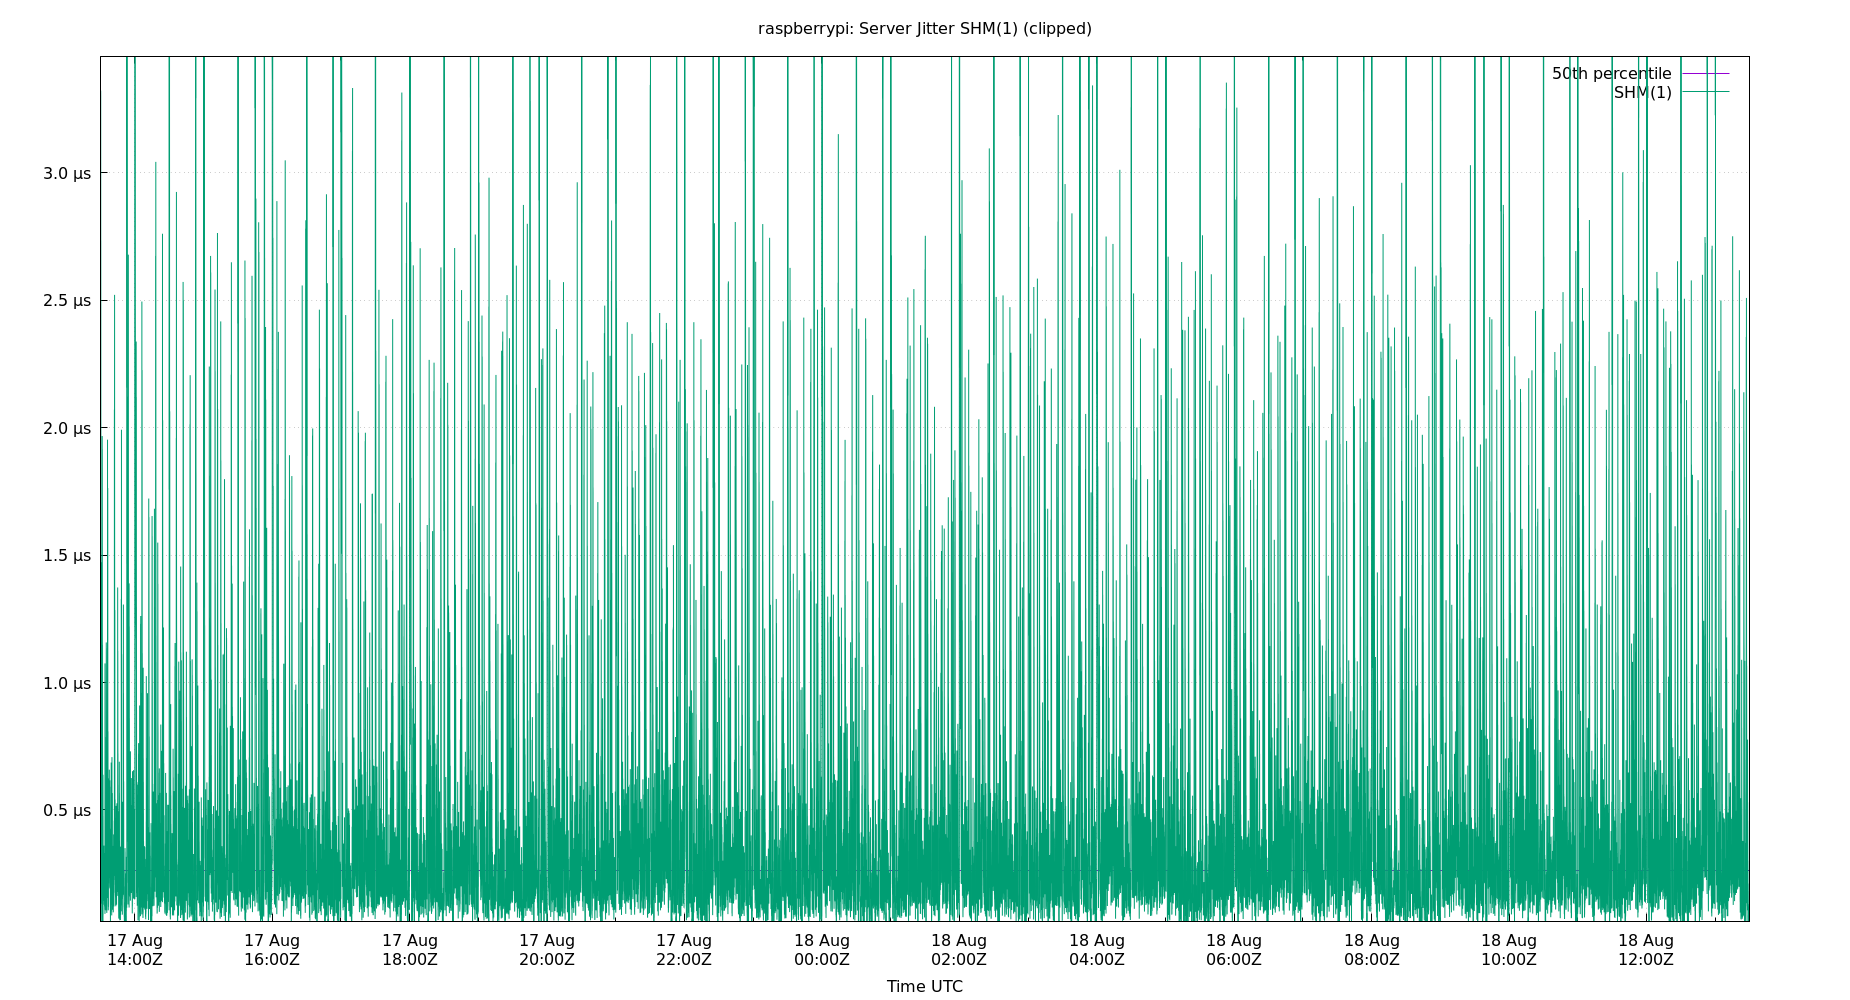 raspberrypi: Server Jitter SHM(1) (clipped)
50th percentile
SHM(1)
3.0 µs
2.5 µs
2.0 µs
1.5 µs
1.0 µs
0.5 µs
17 Aug 17 Aug 17 Aug 17 Aug 17 Aug 18 Aug 18 Aug 18 Aug 18 Aug 18 Aug 18 Aug 18 Aug
14:00Z 16:00Z 18:00Z 20:00Z 22:00Z 00:00Z 02:00Z 04:00Z 06:00Z 08:00Z 10:00Z 12:00Z
Time UTC